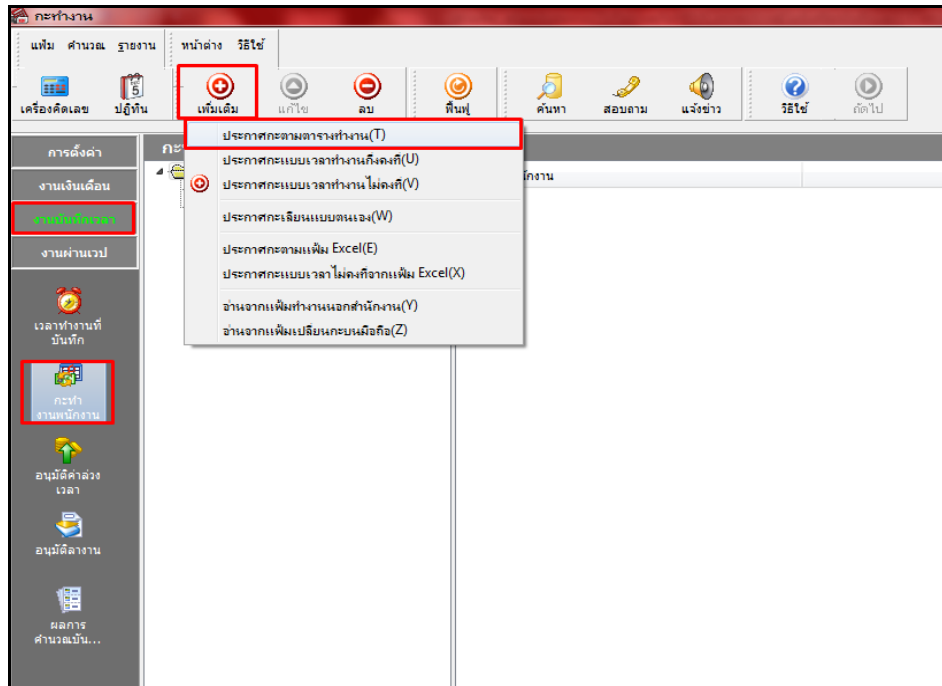 กะทำงาน
แฟ้ม คำนวณ รายงาน หน้าต่าง วิธีใช้
เครื่องคิดเลข ปฏิทิน เพิ่มเติม แก้ไข ลบ ฟื้นฟู ค้นหา สอบถาม แจ้งข่าว วิธีใช้ ถัดไป
การตั้งค่า
งานเงินเดือน
งานบันทึกเวลา
งานผ่านเวป
เวลาทำงานที่
บันทึก
กะทำ
งานพนักงาน
อนุมัติค่าล่วง
เวลา
อนุมัติลางาน
ผลการ
คำนวณบัน...
ประกาศกะตามตารางทำงาน(T)
ประกาศกะแบบเวลาทำงานกึ่งคงที่(U)
ประกาศกะแบบเวลาทำงานไม่คงที่(V)
ประกาศกะเลียนแบบตนเอง(W)
ประกาศกะตามแฟ้ม Excel(E)
ประกาศกะแบบเวลาไม่คงที่จากแฟ้ม Excel(X)
อ่านจากแฟ้มทำงานนอกสำนักงาน(Y)
อ่านจากแฟ้มเปลี่ยนกะบนมือถือ(Z)